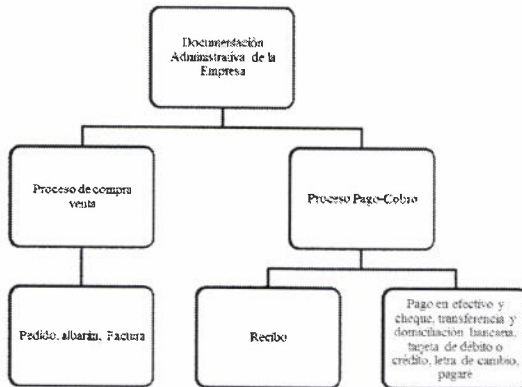 Documentación
Administrativa de la
Empresa
Proceso de compra
venta
Proceso Pago-Cobro
Pedido, albarán, Factura
Recibo
Pago en efectivo y
cheque, transferencia y
domiciliación bancaria,
tarjeta de débito o
crédito, letra de cambio,
pagaré